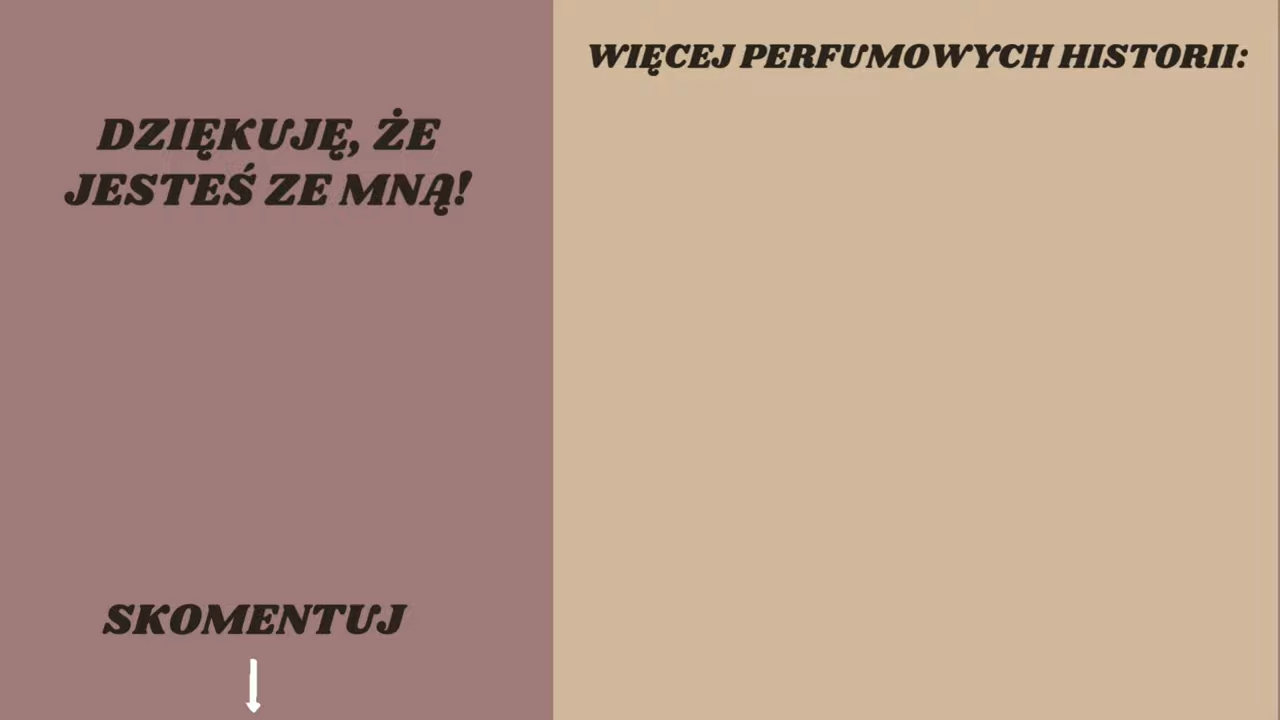 DZIĘKUJĘ, ŻE
JESTEŚ ZE MNĄ!
SKOMENTUJ
WIĘCEJ PERFUMOWYCH HISTORII: